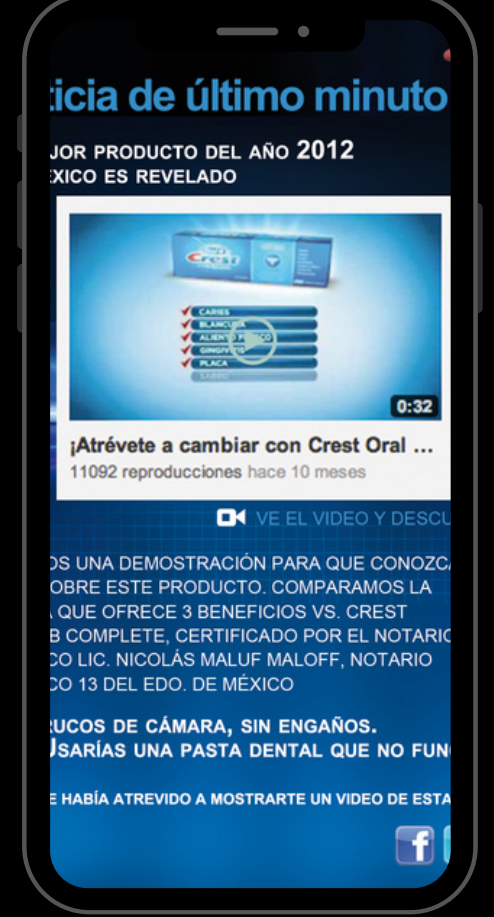 ticia de último minuto
JOR PRODUCTO DEL AÑO 2012
XICO ES REVELADO
Crest
CARIES
BLANCURA
ALIENTO FRESCO
GINGIVITIS
PLACA
SARRO
0:32
¡Atrévete a cambiar con Crest Oral ...
11092 reproducciones hace 10 meses
VE EL VIDEO Y DESCU
OS UNA DEMOSTRACIÓN PARA QUE CONOZCA
OBRE ESTE PRODUCTO. COMPARAMOS LA
QUE OFRECE 3 BENEFICIOS VS. CREST
B COMPLETE, CERTIFICADO POR EL NOTARIO
CO LIC. NICOLÁS MALUF MALOFF, NOTARIO
CO 13 DEL EDO. DE MÉXICO
RUCOS DE CÁMARA, SIN ENGAÑOS.
USARÍAS UNA PASTA DENTAL QUE NO FUN
E HABÍA ATREVIDO A MOSTRARTE UN VIDEO DE ESTA
f